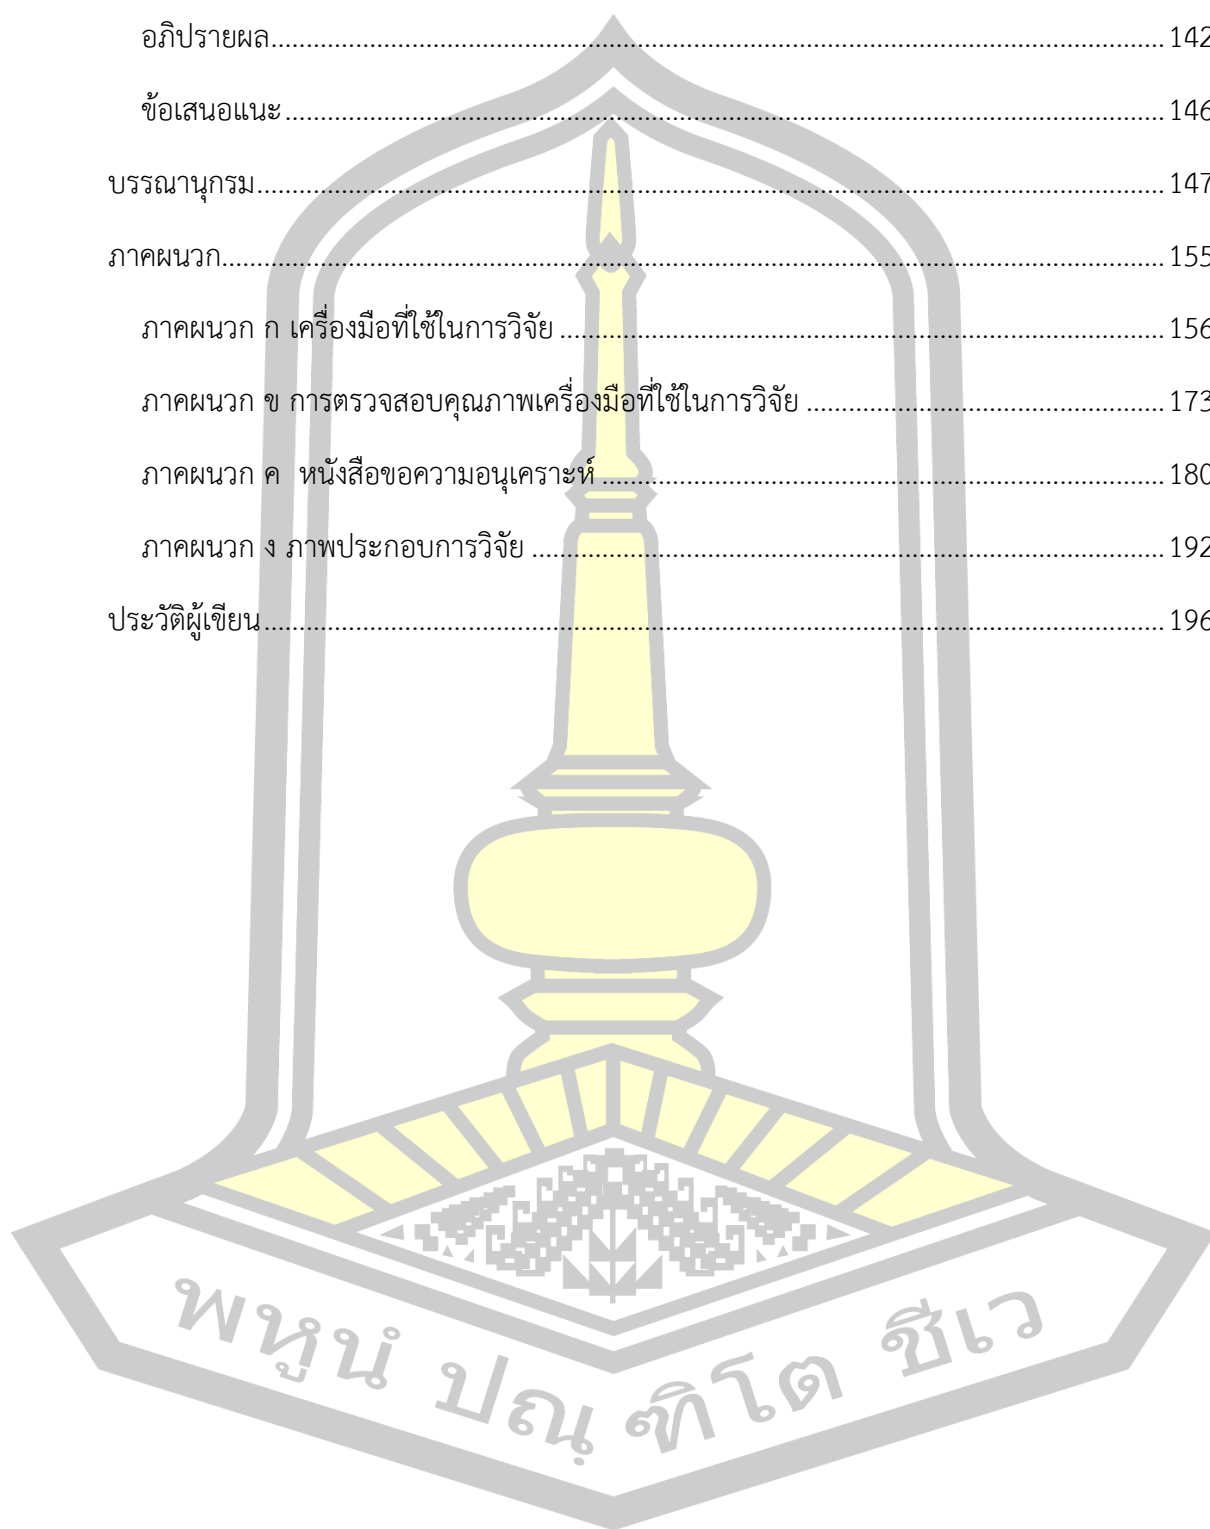 อภิปรายผล 142
ข้อเสนอแนะ 146
บรรณานุกรม 147
ภาคผนวก 155
ภาคผนวก ก เครื่องมือที่ใช้ในการวิจัย 156
ภาคผนวก ข การตรวจสอบคุณภาพเครื่องมือที่ใช้ในการวิจัย 173
ภาคผนวก ค หนังสือขอความอนุเคราะห์ 180
ภาคผนวก ง ภาพประกอบการวิจัย 192
ประวัติผู้เขียน 196
พหูนํ ปณฺฑิโต ชีเว